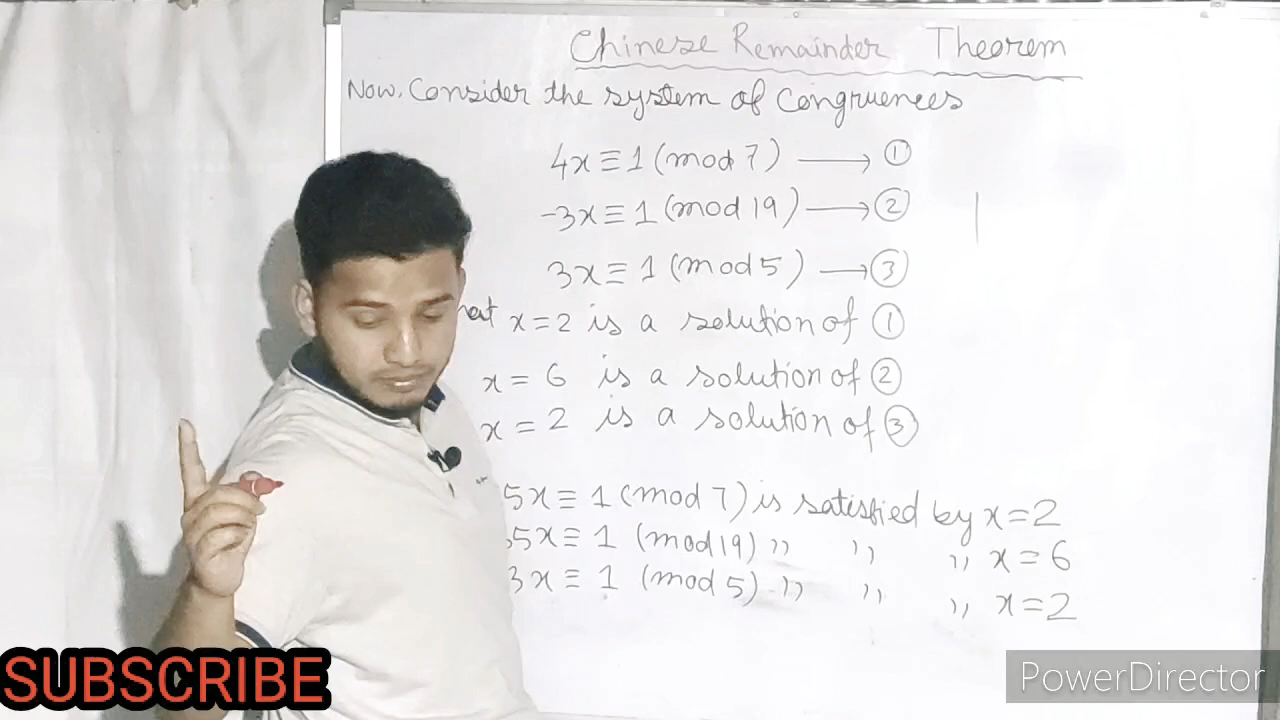 Chinese Remainder Theorem
Now. Consider the system of Congruences
4x ≡ 1 (mod 7) ⟶ ①
-3x ≡ 1 (mod 19) ⟶ ②
3x ≡ 1 (mod 5) ⟶ ③
x = 2 is a solution of ①
x = 6 is a solution of ②
x = 2 is a solution of ③
5x ≡ 1 (mod 7) is satisfied by x = 2
5x ≡ 1 (mod 19) ,, ,, ,, x = 6
3x ≡ 1 (mod 5) ,, ,, ,, x = 2
SUBSCRIBE
PowerDirector